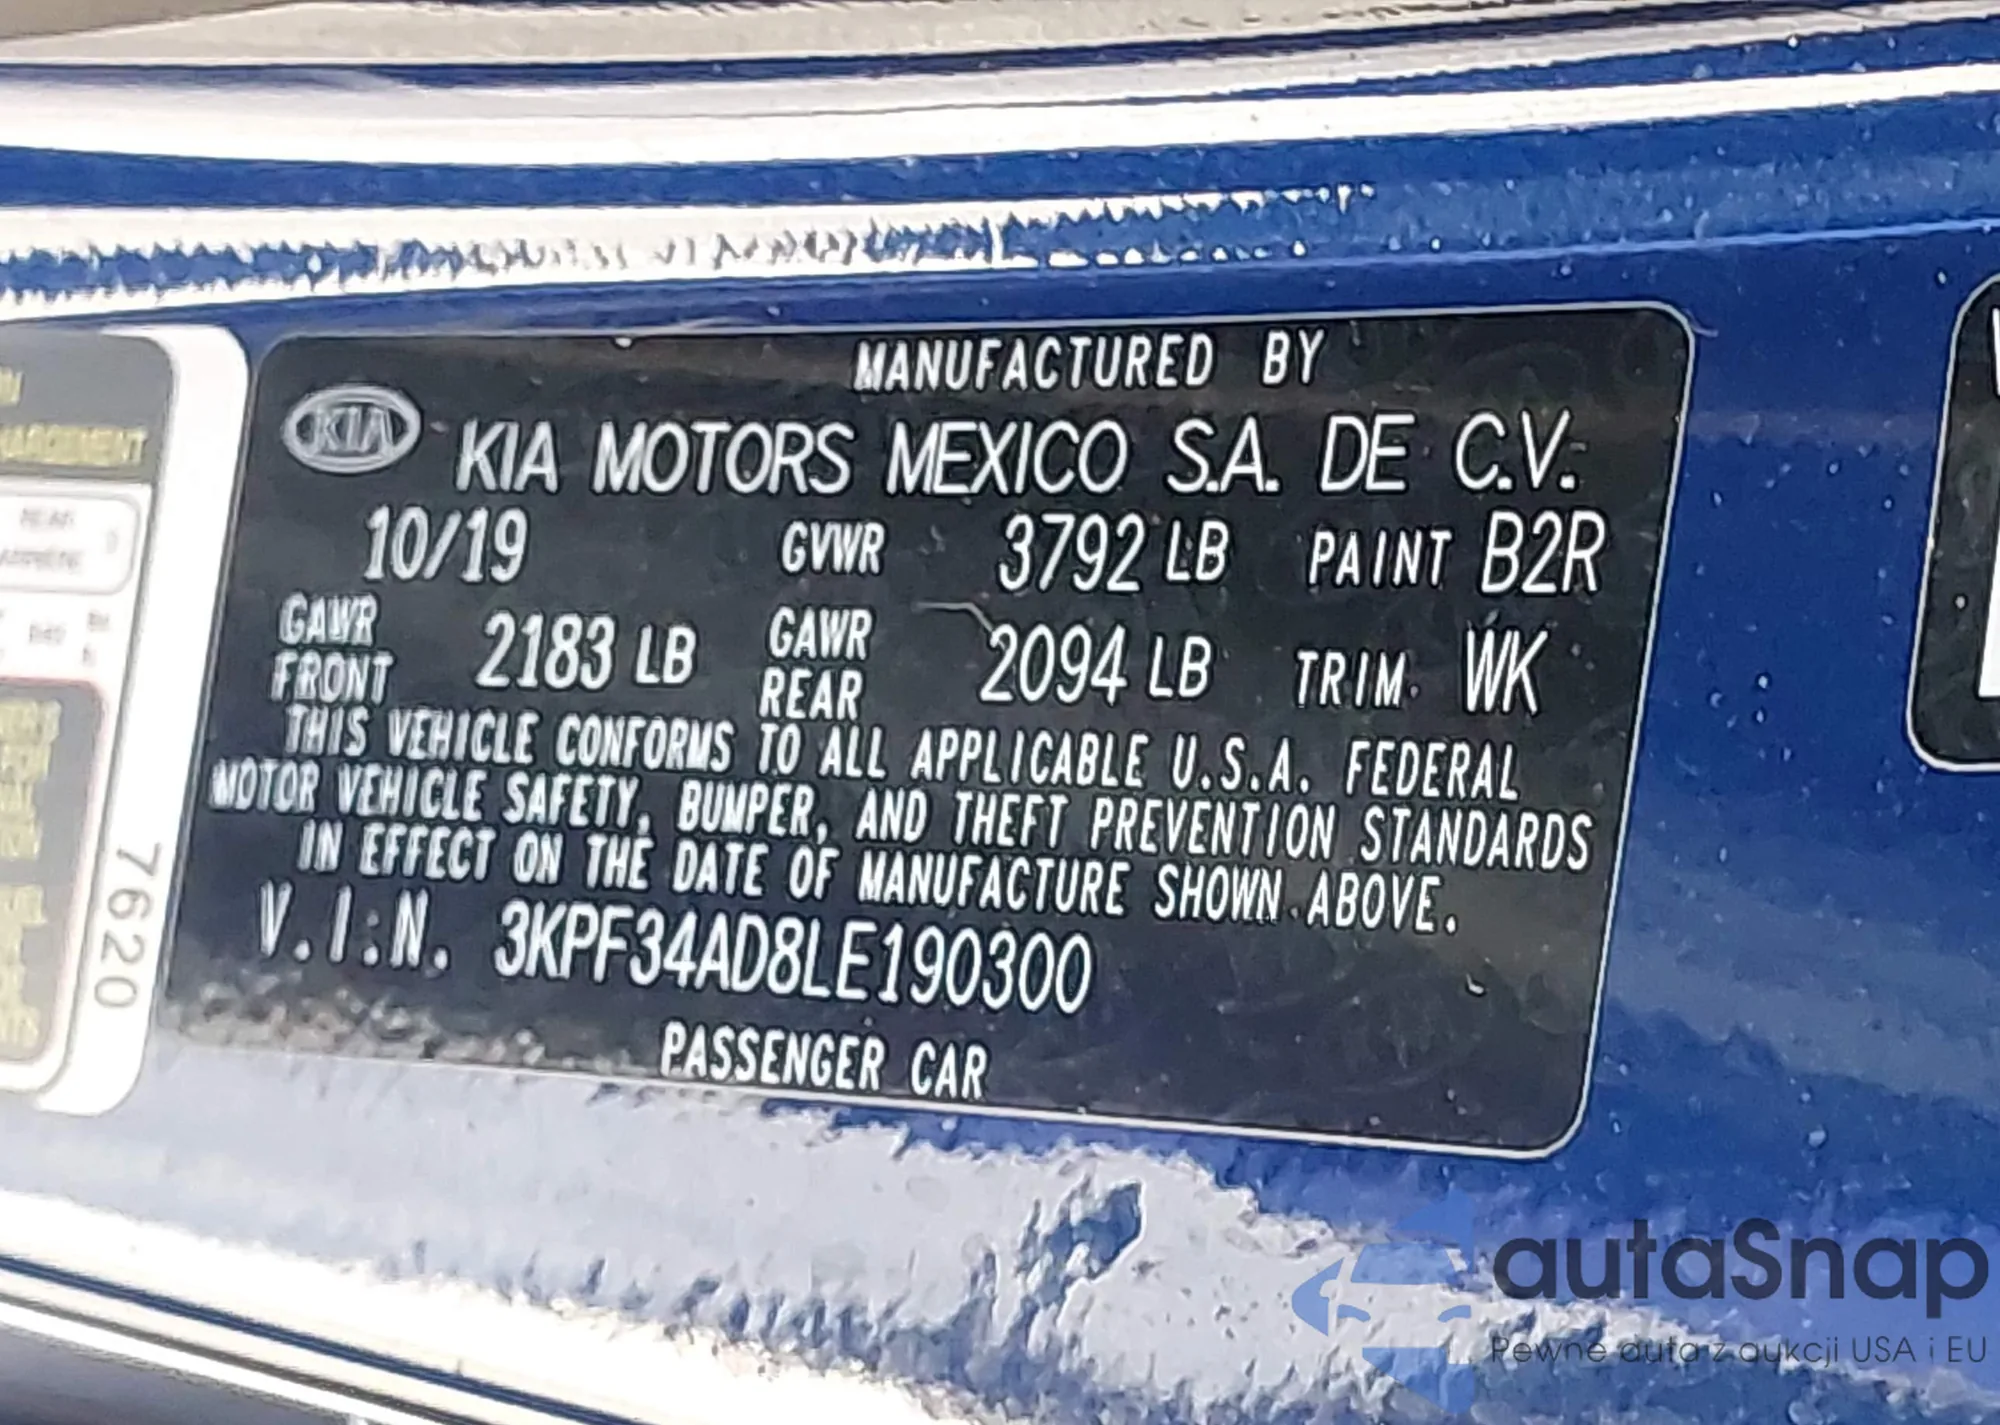 MANUFACTURED BY
KIA KIA MOTORS MEXICO S.A. DE C.V.
10/19 GVWR 3792 LB PAINT B2R
GAWR FRONT 2183 LB GAWR REAR 2094 LB TRIM WK
THIS VEHICLE CONFORMS TO ALL APPLICABLE U.S.A. FEDERAL
MOTOR VEHICLE SAFETY, BUMPER, AND THEFT PREVENTION STANDARDS
IN EFFECT ON THE DATE OF MANUFACTURE SHOWN ABOVE.
V.I.N. 3KPF34AD8LE190300
PASSENGER CAR
7620
autaSnap
Pewne auta z aukcji USA i EU